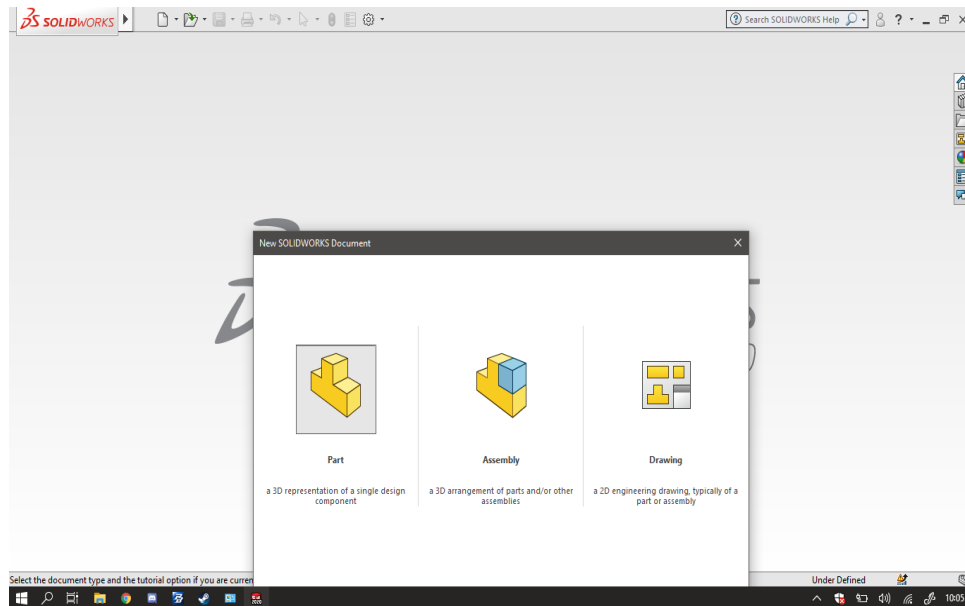 SOLIDWORKS
Search SOLIDWORKS Help
New SOLIDWORKS Document
Part
a 3D representation of a single design
component
Assembly
a 3D arrangement of parts and/or other
assemblies
Drawing
a 2D engineering drawing, typically of a
part or assembly
Select the document type and the tutorial option if you are curren
Under Defined
2020
10:05